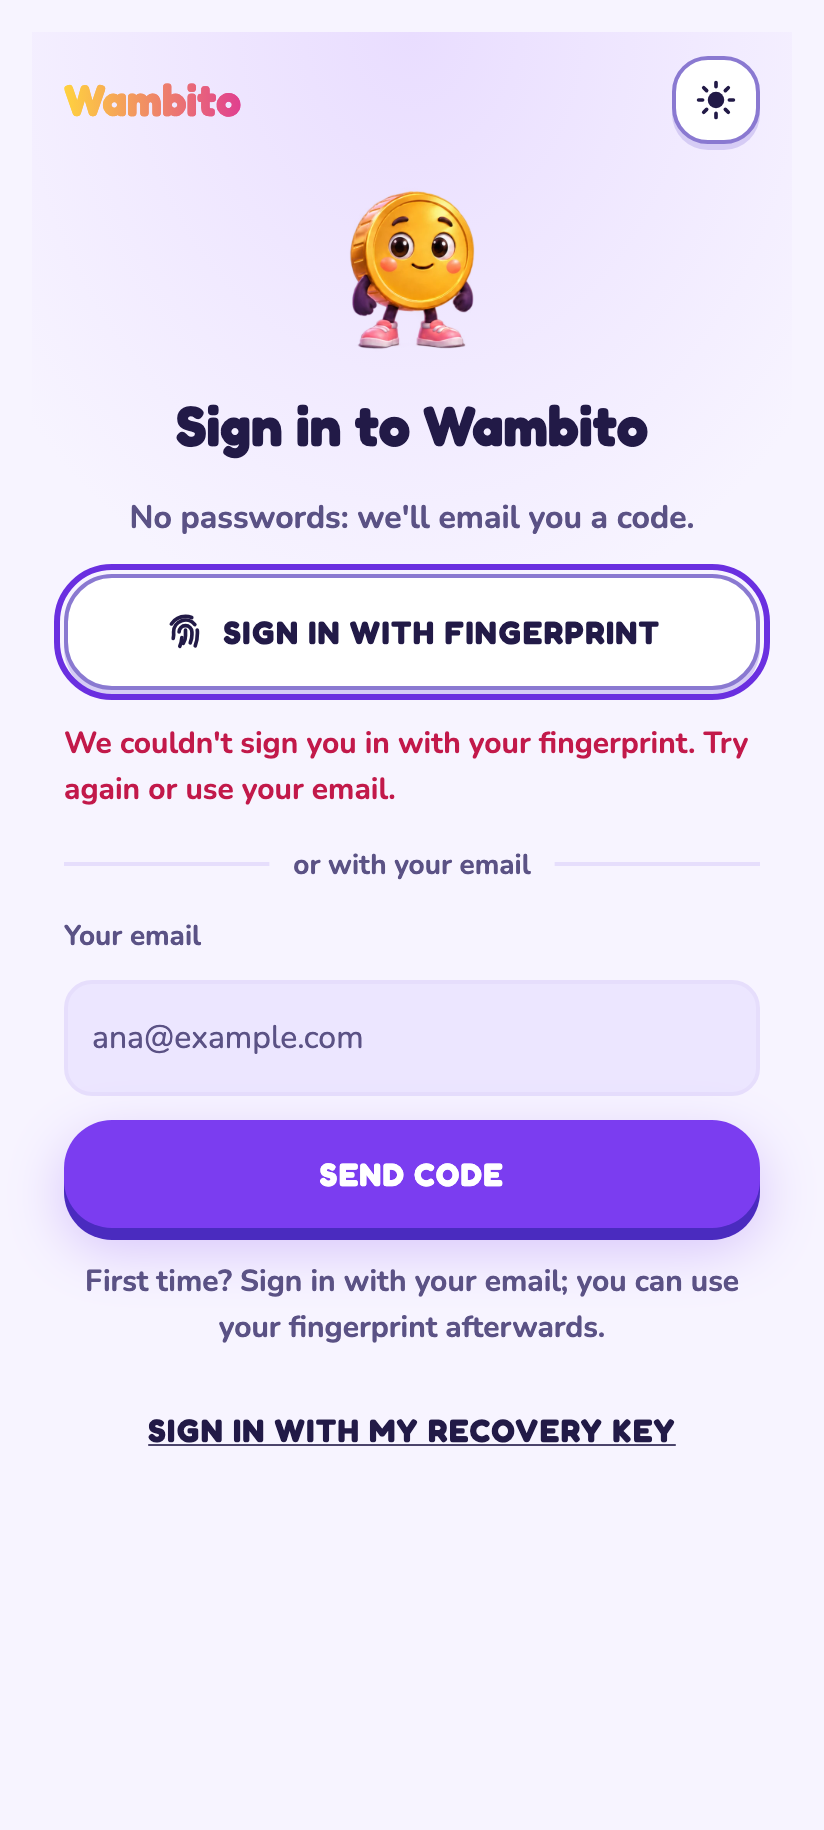 Wambito
Sign in to Wambito
No passwords: we'll email you a code.
SIGN IN WITH FINGERPRINT
We couldn't sign you in with your fingerprint. Try
again or use your email.
or with your email
Your email
ana@example.com
SEND CODE
First time? Sign in with your email; you can use
your fingerprint afterwards.
SIGN IN WITH MY RECOVERY KEY